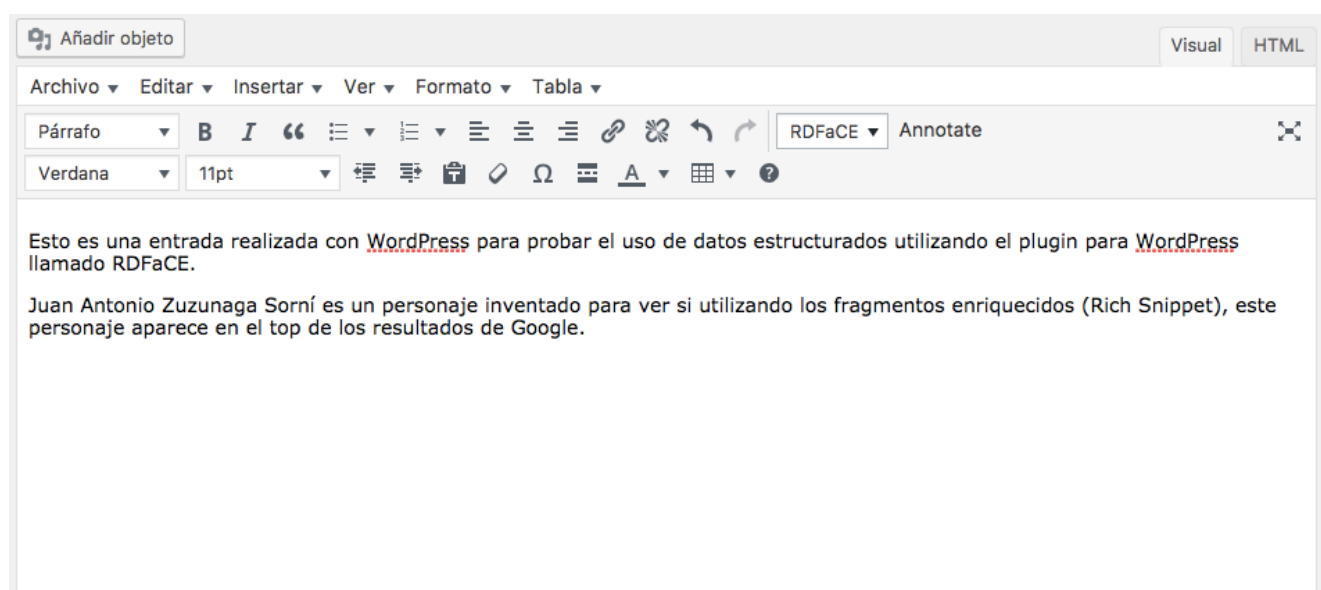 Añadir objeto
Visual HTML
Archivo Editar Insertar Ver Formato Tabla
Párrafo B I RDFaCE Annotate
Verdana 11pt Ω A
Esto es una entrada realizada con WordPress para probar el uso de datos estructurados utilizando el plugin para WordPress
llamado RDFaCE.
Juan Antonio Zuzunaga Sorní es un personaje inventado para ver si utilizando los fragmentos enriquecidos (Rich Snippet), este
personaje aparece en el top de los resultados de Google.